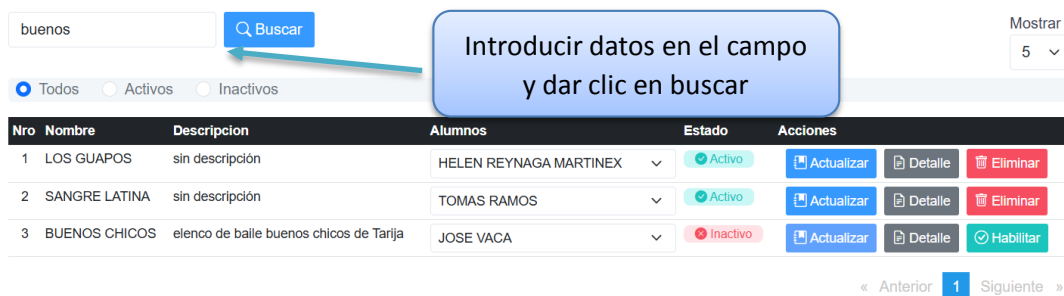 buenos
Buscar
Introducir datos en el campo
y dar clic en buscar
Mostrar
5
Todos Activos Inactivos
Nro Nombre Descripcion Alumnos Estado Acciones
1 LOS GUAPOS sin descripción HELEN REYNAGA MARTINEX Activo Actualizar Detalle Eliminar
2 SANGRE LATINA sin descripción TOMAS RAMOS Activo Actualizar Detalle Eliminar
3 BUENOS CHICOS elenco de baile buenos chicos de Tarija JOSE VACA Inactivo Actualizar Detalle Habilitar
« Anterior 1 Siguiente »